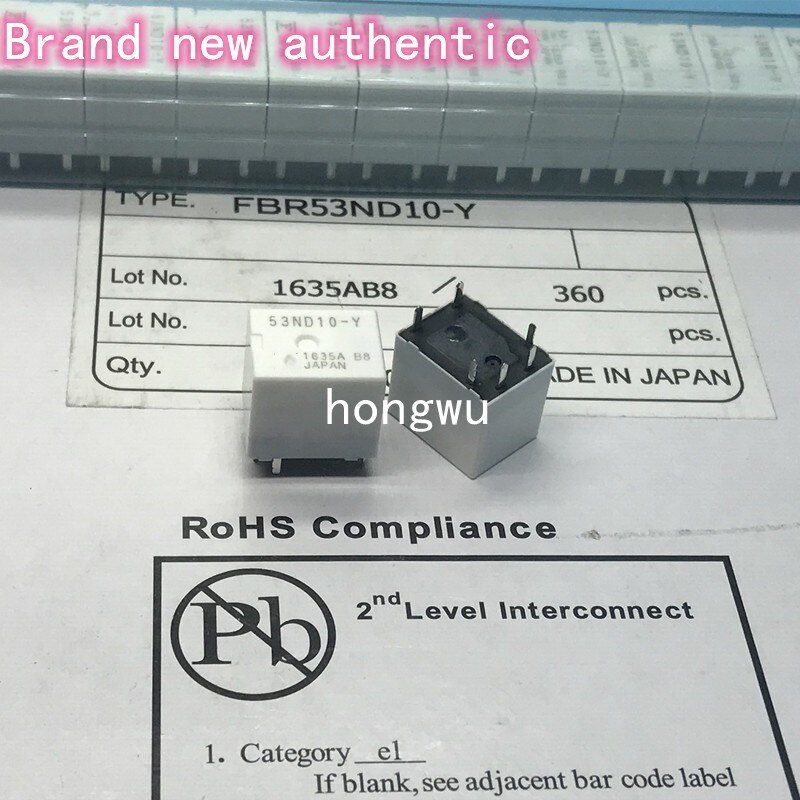 Brand new authentic
TYPE. FBR53ND10-Y
Lot No. 1635AB8 / 360 pcs.
Lot No. pcs.
Qty. ADE IN JAPAN
53ND10-Y
1635A B8
JAPAN
hongwu
RoHS Compliance
Pb
2nd Level Interconnect
1. Category e1
If blank, see adjacent bar code label